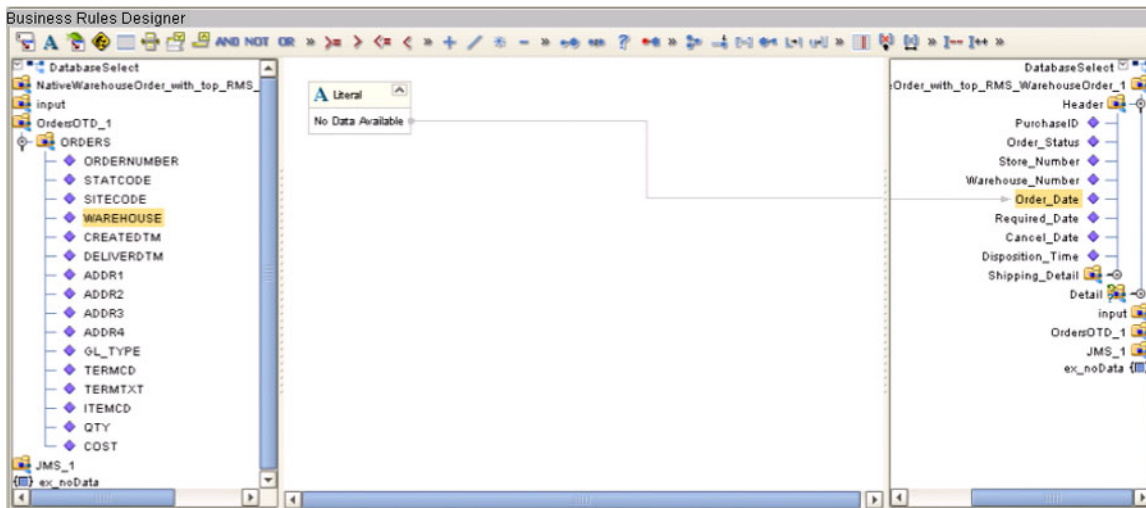 Business Rules Designer
AND NOT OR » >= > <= < » + / - » ? » » »
DatabaseSelect
NativeWarehouseOrder_with_top_RMS_
input
OrdersOTD_1
ORDERS
ORDERNUMBER
STATCODE
SITECODE
WAREHOUSE
CREATEDTM
DELIVERDTM
ADDR1
ADDR2
ADDR3
ADDR4
GL_TYPE
TERMCD
TERMTXT
ITEMCD
QTY
COST
JMS_1
ex_noData
A Literal
No Data Available
DatabaseSelect
:Order_with_top_RMS_WarehouseOrder_1
Header
PurchaseID
Order_Status
Store_Number
Warehouse_Number
Order_Date
Required_Date
Cancel_Date
Disposition_Time
Shipping_Detail
Detail
input
OrdersOTD_1
JMS_1
ex_noData